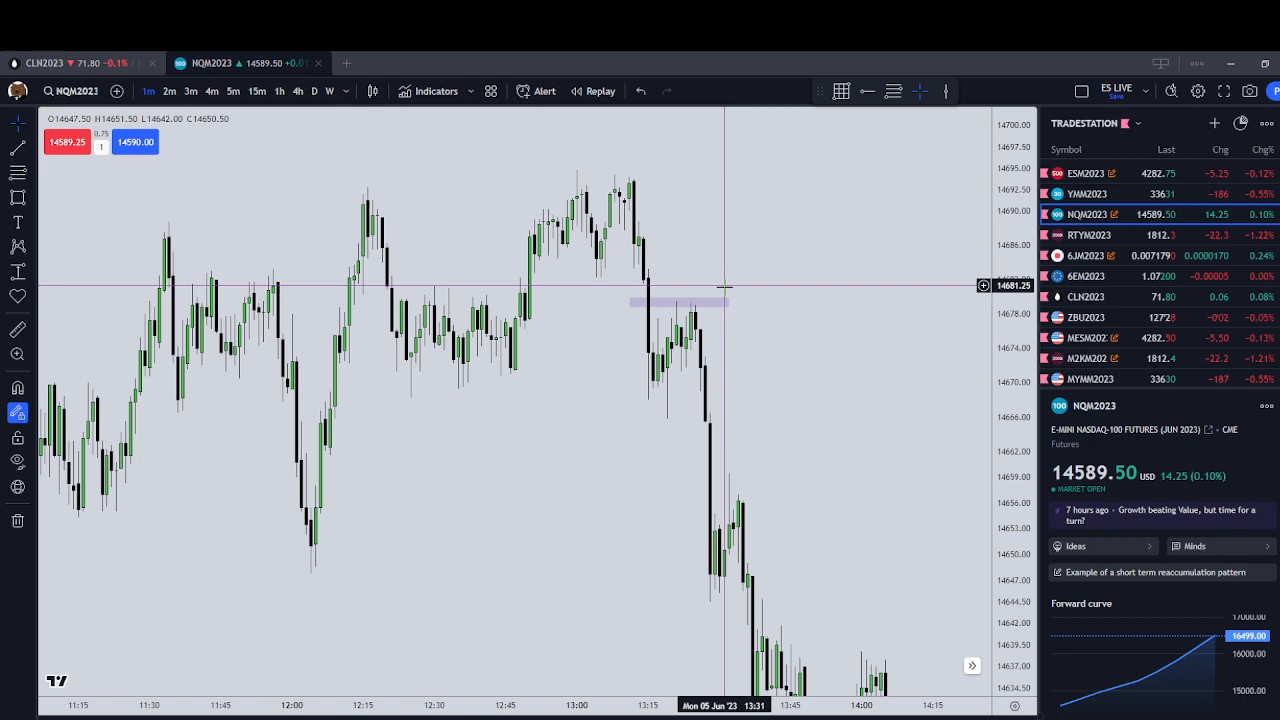 CLN2023 ▼ 71.80 −0.1%
NQM2023 ▲ 14589.50 +0.01
NQM2023 1m 2m 3m 4m 5m 15m 1h 4h D W Indicators Alert Replay ES LIVE
Save
O14647.50 H14651.50 L14642.00 C14650.50
14589.25 0.75 1 14590.00
TRADESTATION
Symbol Last Chg Chg%
ESM2023 4282.75 −5.25 −0.12%
YMM2023 33631 −186 −0.55%
NQM2023 14589.50 14.25 0.10%
RTYM2023 1812.3 −22.3 −1.22%
6JM2023 0.0071790 0.0000170 0.24%
6EM2023 1.07200 −0.00005 0.00%
CLN2023 71.80 0.06 0.08%
ZBU2023 127'28 −0'02 −0.05%
MESM202 4282.50 −5.50 −0.13%
M2KM202 1812.4 −22.2 −1.21%
MYMM2023 33630 −187 −0.55%
NQM2023
E-MINI NASDAQ-100 FUTURES (JUN 2023) • CME
Futures
14589.50 USD 14.25 (0.10%)
MARKET OPEN
7 hours ago • Growth beating Value, but time for a
turn?
Ideas Minds
Example of a short term reaccumulation pattern
Forward curve
17000.00
16499.00
16000.00
15000.00
14700.00
14697.50
14695.00
14692.50
14690.00
14686.00
14681.25
14678.00
14674.00
14670.00
14666.00
14662.00
14659.00
14656.00
14653.00
14650.00
14647.00
14644.50
14642.00
14639.50
14637.00
14634.50
11:15 11:30 11:45 12:00 12:15 12:30 12:45 13:00 13:15 Mon 05 Jun '23 13:31 13:45 14:00 14:15